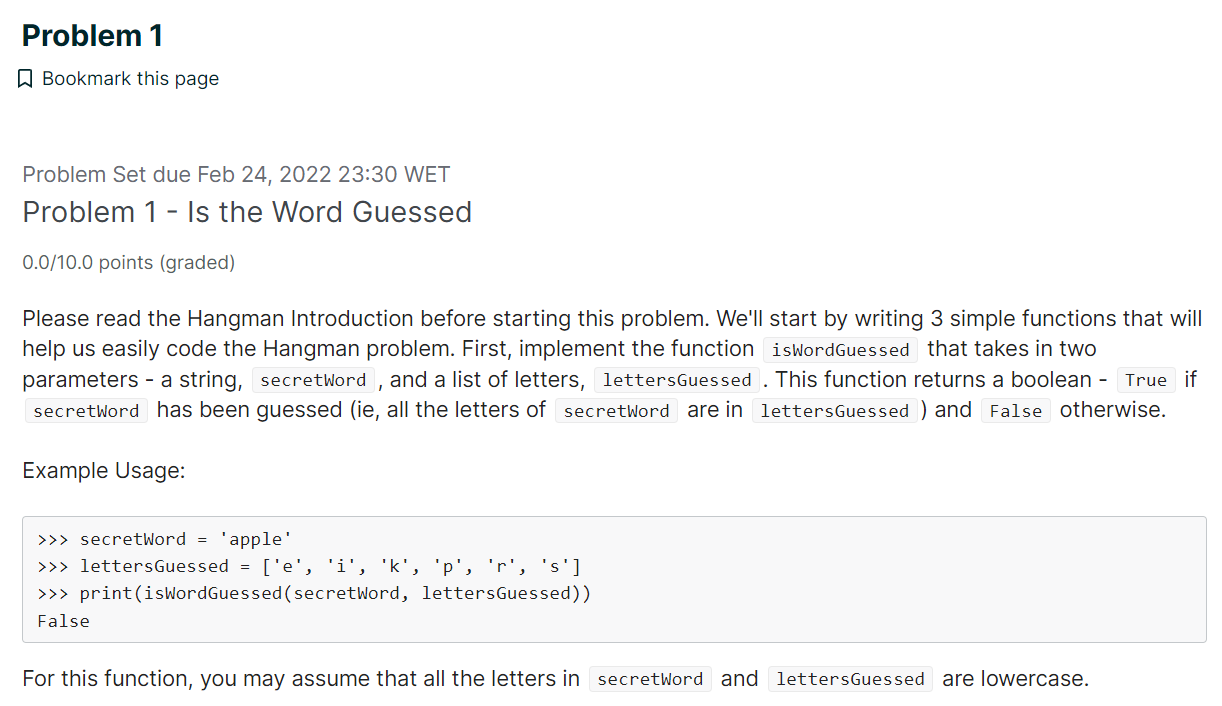 Problem 1
Bookmark this page
Problem Set due Feb 24, 2022 23:30 WET
Problem 1 - Is the Word Guessed
0.0/10.0 points (graded)
Please read the Hangman Introduction before starting this problem. We'll start by writing 3 simple functions that will
help us easily code the Hangman problem. First, implement the function isWordGuessed that takes in two
parameters - a string, secretWord, and a list of letters, lettersGuessed. This function returns a boolean - True if
secretWord has been guessed (ie, all the letters of secretWord are in lettersGuessed) and False otherwise.
Example Usage:
>>> secretWord = 'apple'
>>> lettersGuessed = ['e', 'i', 'k', 'p', 'r', 's']
>>> print(isWordGuessed(secretWord, lettersGuessed))
False
For this function, you may assume that all the letters in secretWord and lettersGuessed are lowercase.